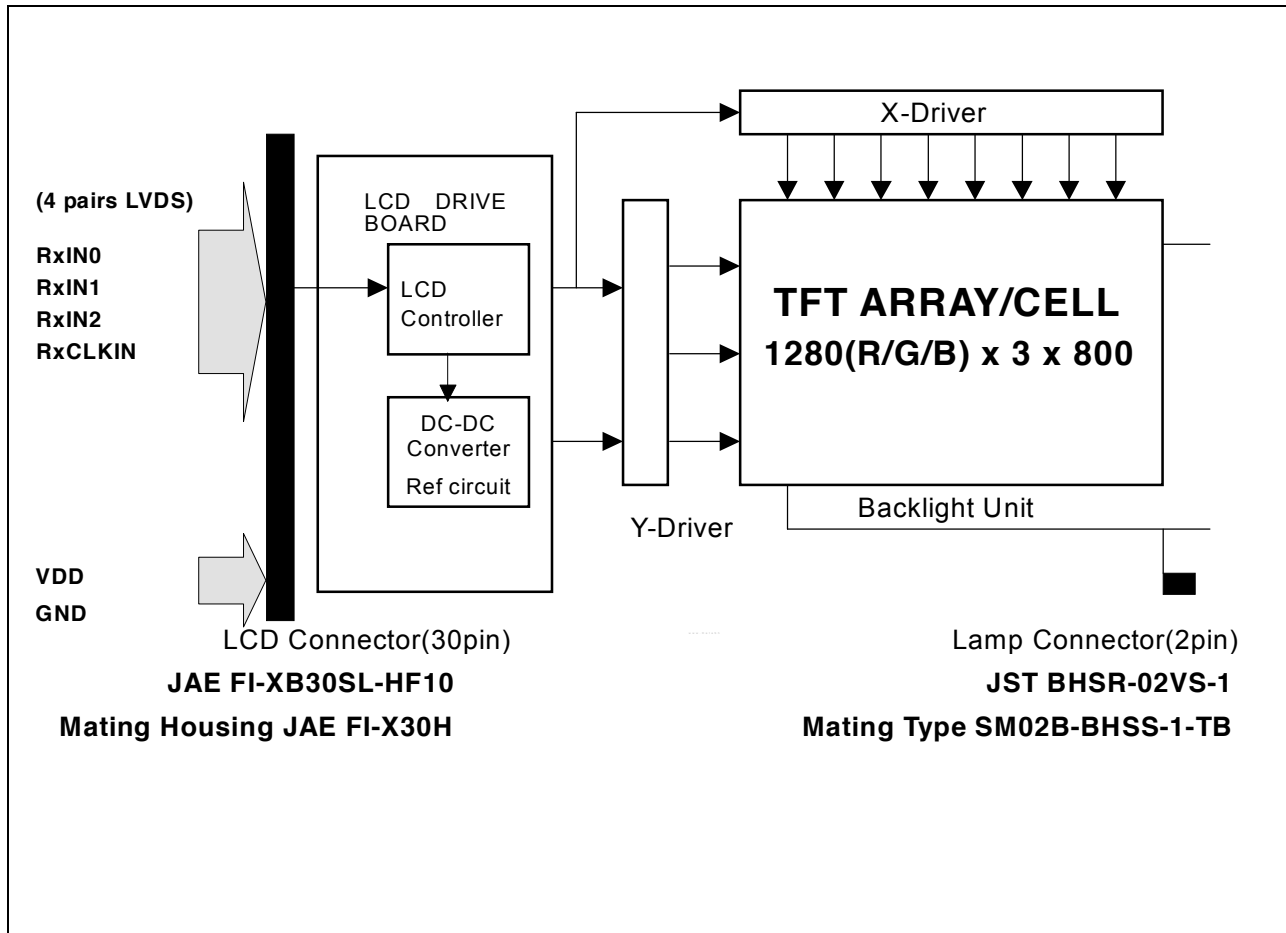 X-Driver
(4 pairs LVDS)
RxIN0
RxIN1
RxIN2
RxCLKIN
LCD DRIVE
BOARD
LCD
Controller
DC-DC
Converter
Ref circuit
TFT ARRAY/CELL
1280(R/G/B) x 3 x 800
Y-Driver
Backlight Unit
VDD
GND
LCD Connector(30pin)
JAE FI-XB30SL-HF10
Mating Housing JAE FI-X30H
Lamp Connector(2pin)
JST BHSR-02VS-1
Mating Type SM02B-BHSS-1-TB